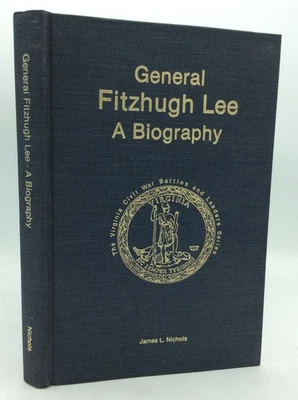 General Fitzhugh Lee - A Biography
Nichols
General
Fitzhugh Lee
A Biography
The Virginia Civil War Battles and Leaders Series
VIRGINIA
SIC SEMPER TYRANNIS
James L. Nichols